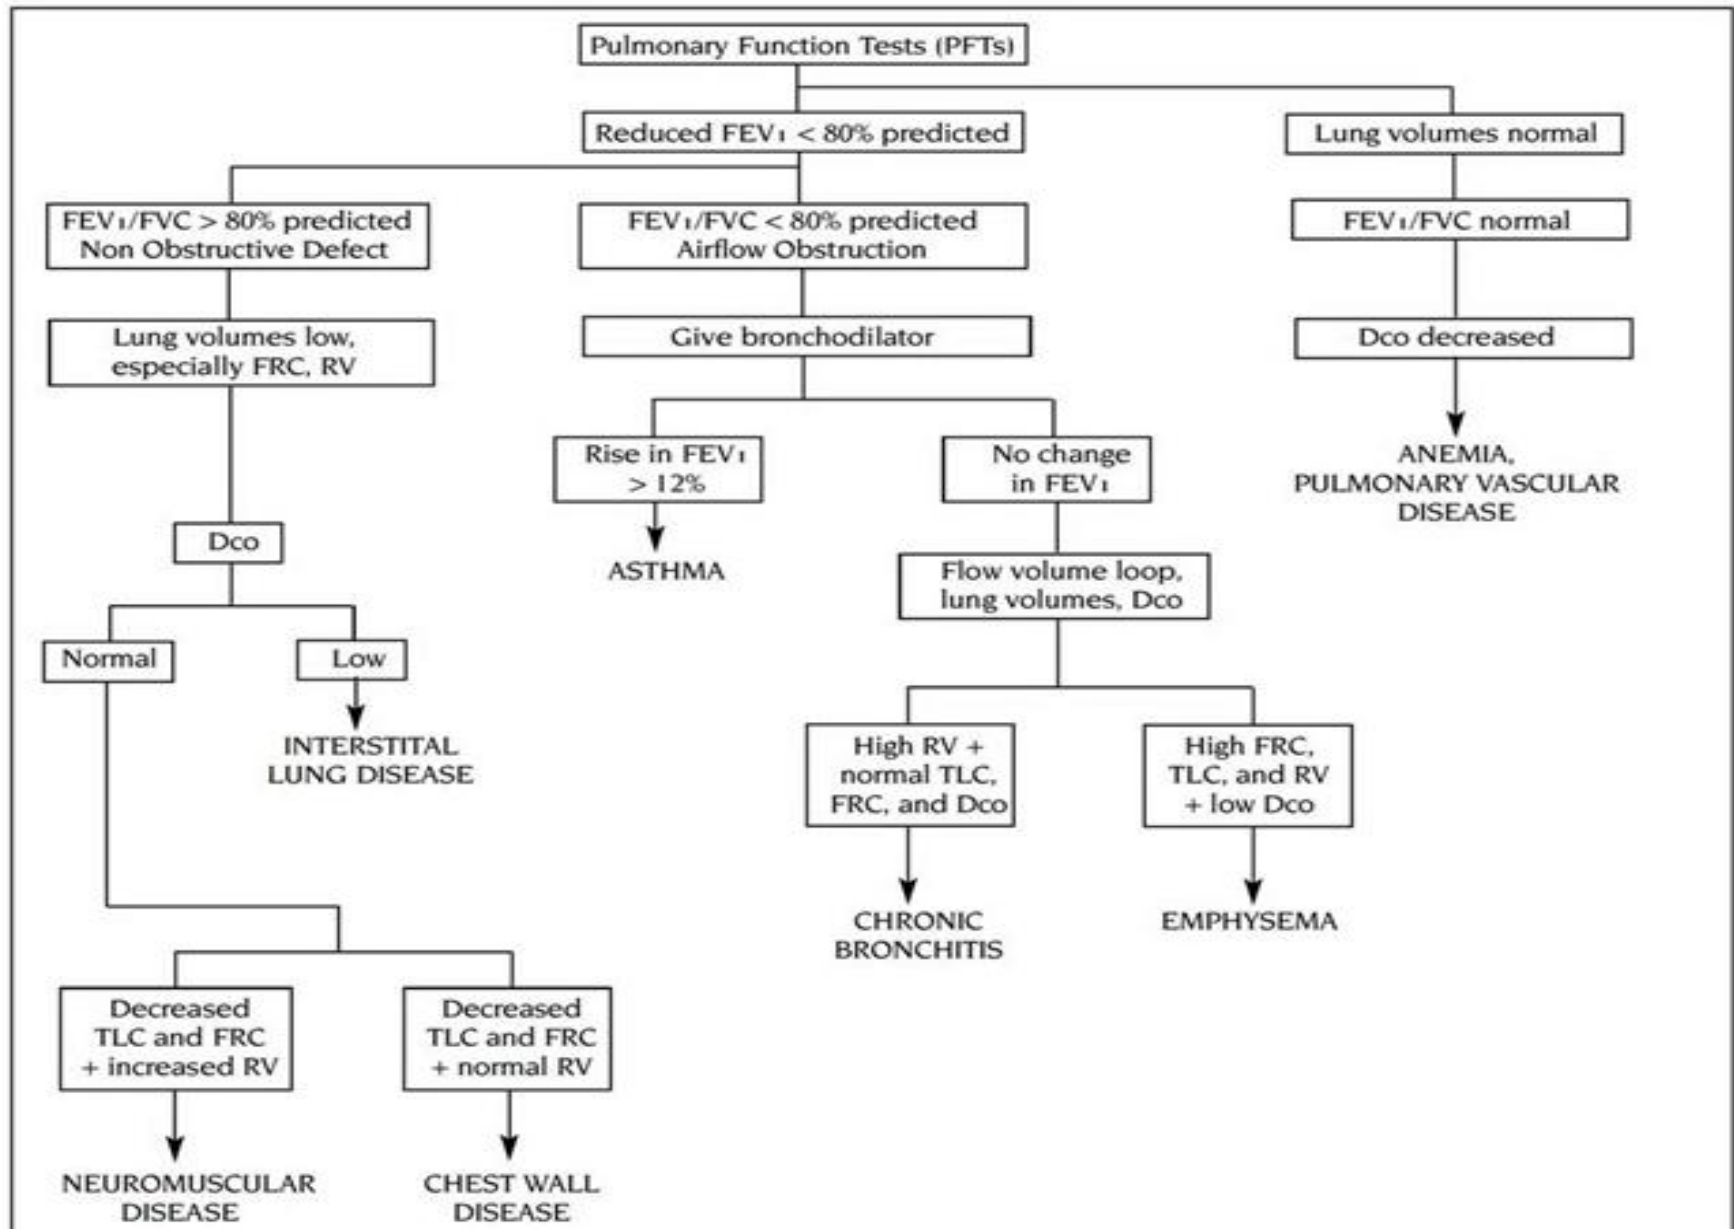 Pulmonary Function Tests (PFTs)
Reduced FEV₁ < 80% predicted
Lung volumes normal
FEV₁/FVC > 80% predicted
Non Obstructive Defect
FEV₁/FVC < 80% predicted
Airflow Obstruction
FEV₁/FVC normal
Lung volumes low,
especially FRC, RV
Give bronchodilator
Dco decreased
Rise in FEV₁
> 12%
No change
in FEV₁
ANEMIA,
PULMONARY VASCULAR
DISEASE
Dco
ASTHMA
Flow volume loop,
lung volumes, Dco
Normal
Low
INTERSTITAL
LUNG DISEASE
High RV +
normal TLC,
FRC, and Dco
High FRC,
TLC, and RV
+ low Dco
CHRONIC
BRONCHITIS
EMPHYSEMA
Decreased
TLC and FRC
+ increased RV
Decreased
TLC and FRC
+ normal RV
NEUROMUSCULAR
DISEASE
CHEST WALL
DISEASE